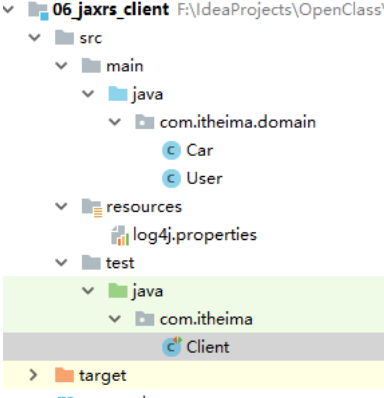 06_jaxrs_client F:\IdeaProjects\OpenClass\
src
main
java
com.itheima.domain
Car
User
resources
log4j.properties
test
java
com.itheima
Client
target